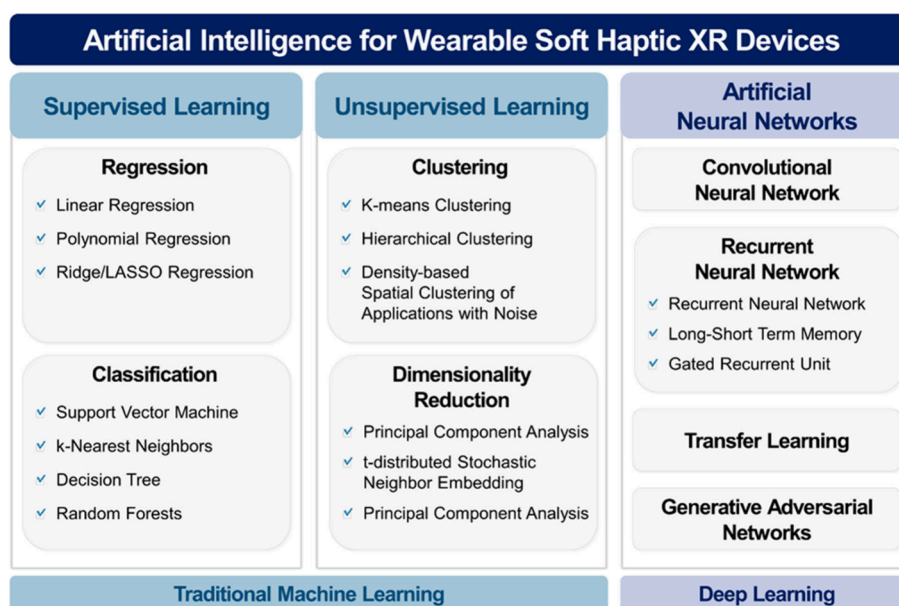 Artificial Intelligence for Wearable Soft Haptic XR Devices
Supervised Learning
Regression
Linear Regression
Polynomial Regression
Ridge/LASSO Regression
Classification
Support Vector Machine
k-Nearest Neighbors
Decision Tree
Random Forests
Unsupervised Learning
Clustering
K-means Clustering
Hierarchical Clustering
Density-based
Spatial Clustering of
Applications with Noise
Dimensionality
Reduction
Principal Component Analysis
t-distributed Stochastic
Neighbor Embedding
Principal Component Analysis
Traditional Machine Learning
Artificial
Neural Networks
Convolutional
Neural Network
Recurrent
Neural Network
Recurrent Neural Network
Long-Short Term Memory
Gated Recurrent Unit
Transfer Learning
Generative Adversarial
Networks
Deep Learning